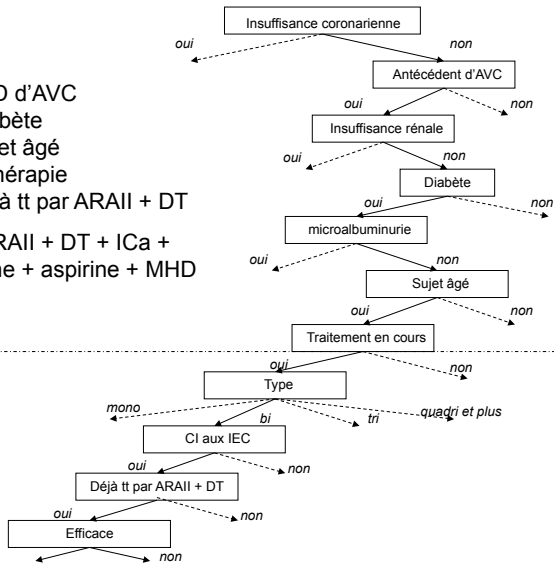 D d'AVC
bète
et âgé
hérapie
à tt par ARAII + DT
RAII + DT + ICa +
ne + aspirine + MHD
Insuffisance coronarienne
oui
non
Antécédent d'AVC
oui
non
Insuffisance rénale
oui
non
Diabète
oui
non
microalbuminurie
oui
non
Sujet âgé
oui
non
Traitement en cours
oui
non
Type
mono
bi
tri
quadri et plus
CI aux IEC
oui
non
Déjà tt par ARAII + DT
oui
non
Efficace
non